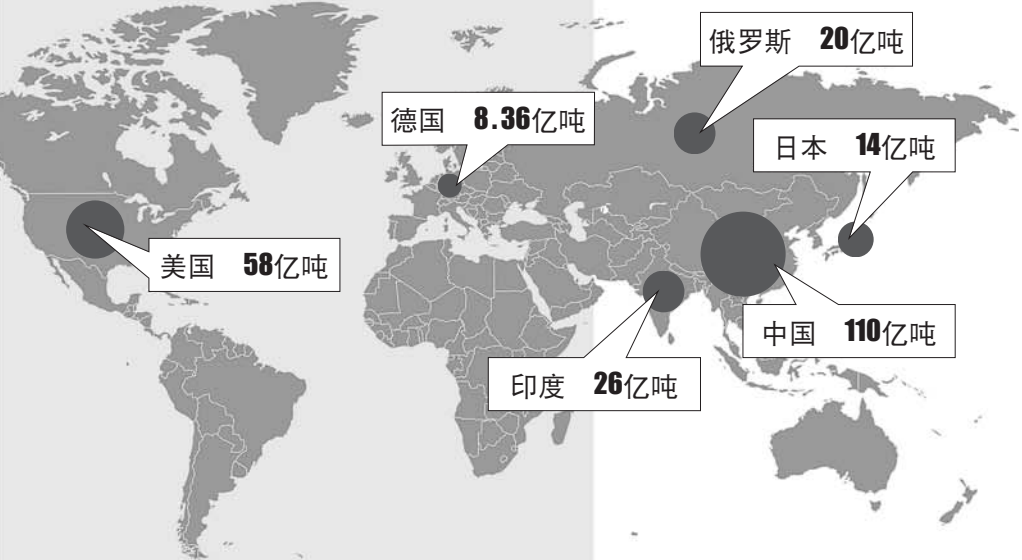 俄罗斯 20亿吨
德国 8.36亿吨
日本 14亿吨
美国 58亿吨
中国 110亿吨
印度 26亿吨